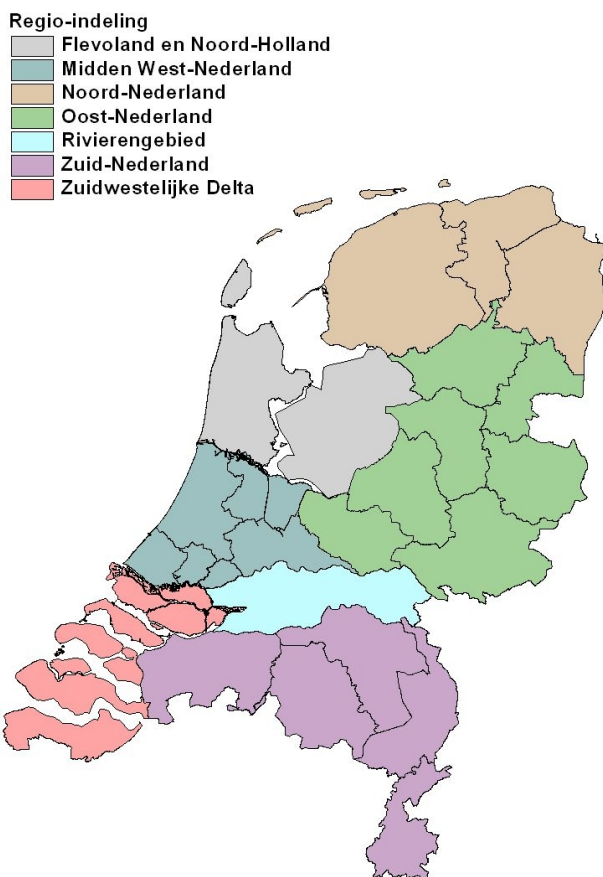 Regio-indeling
Flevoland en Noord-Holland
Midden West-Nederland
Noord-Nederland
Oost-Nederland
Rivierengebied
Zuid-Nederland
Zuidwestelijke Delta